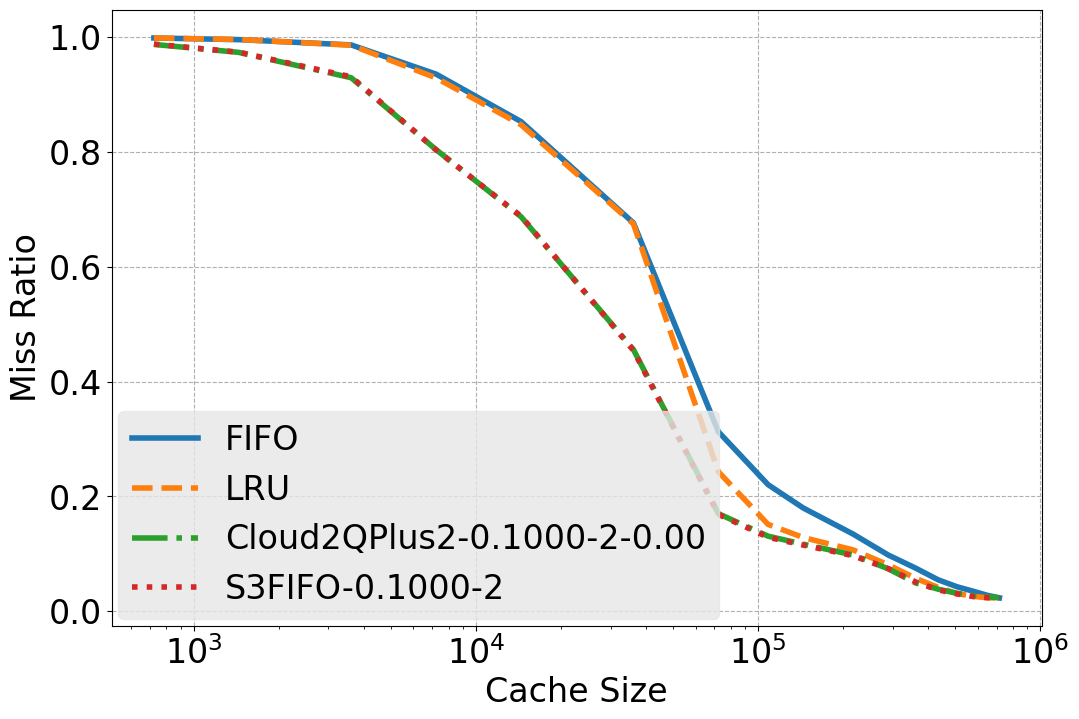 1.0
0.8
0.6
0.4
0.2
0.0
Miss Ratio
FIFO
LRU
Cloud2QPlus2-0.1000-2-0.00
S3FIFO-0.1000-2
10³ 10⁴ 10⁵ 10⁶
Cache Size